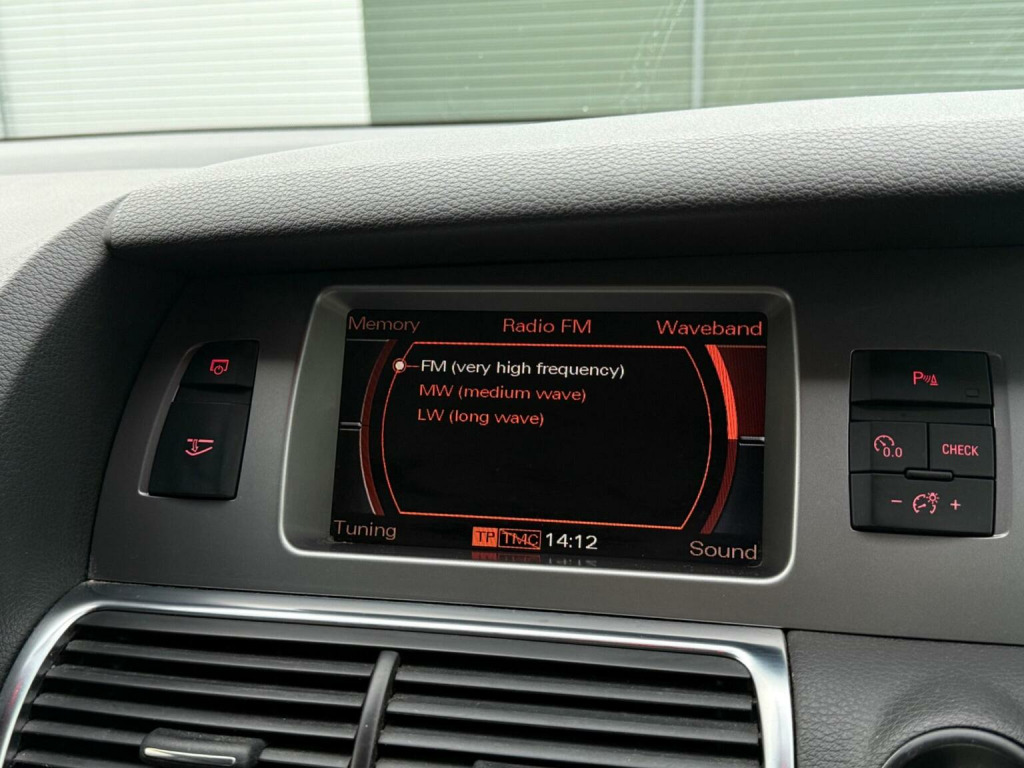 Memory Radio FM Waveband
FM (very high frequency)
MW (medium wave)
LW (long wave)
Tuning TP TMC 14:12 Sound
P
0.0 CHECK
- +